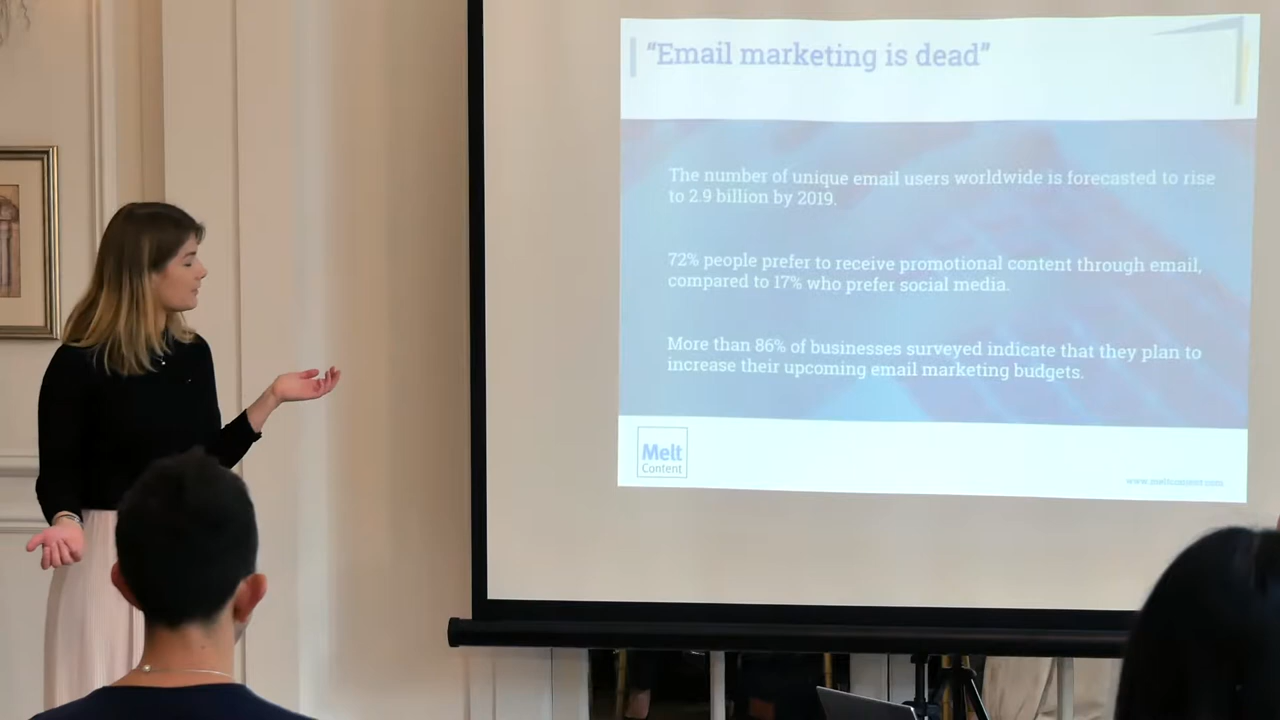 “Email marketing is dead”
The number of unique email users worldwide is forecasted to rise
to 2.9 billion by 2019.
72% people prefer to receive promotional content through email,
compared to 17% who prefer social media.
More than 86% of businesses surveyed indicate that they plan to
increase their upcoming email marketing budgets.
Melt
Content
www.meltcontent.com